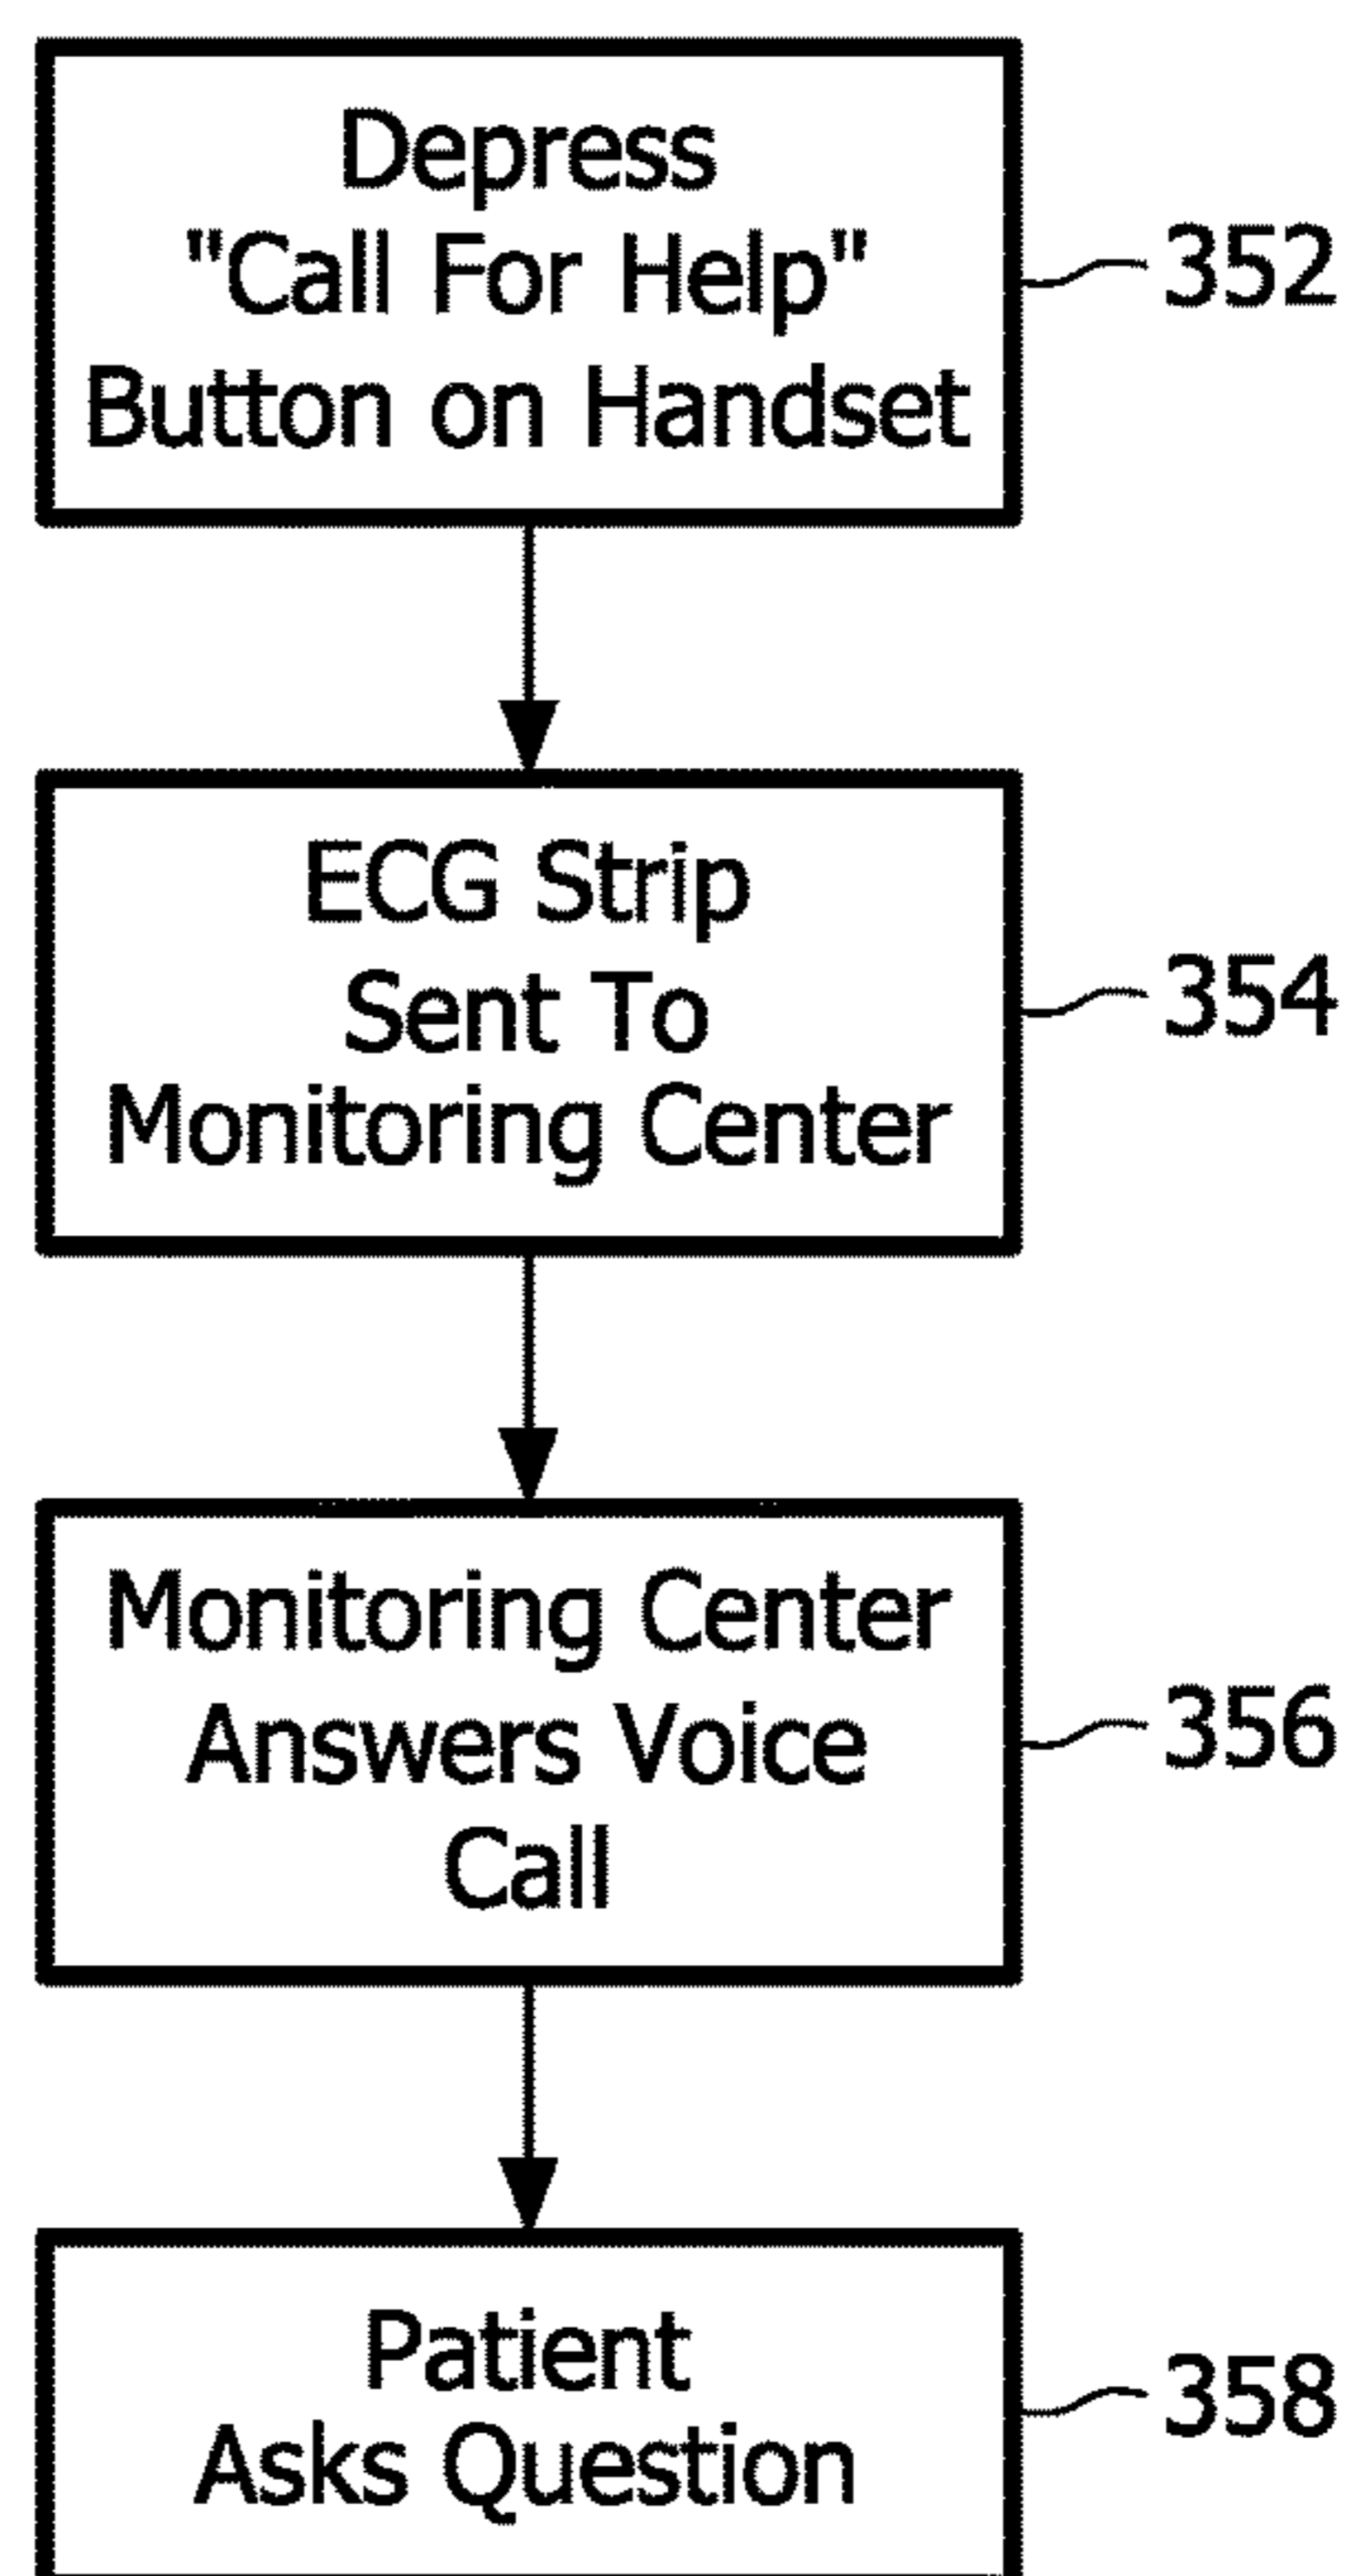 Depress
"Call For Help"
Button on Handset
352
ECG Strip
Sent To
Monitoring Center
354
Monitoring Center
Answers Voice
Call
356
Patient
Asks Question
358